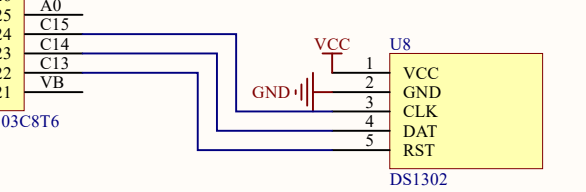 25 A0
24 C15
23 C14
22 C13
21 VB
03C8T6
U8
VCC
1 VCC
GND 2 GND
3 CLK
4 DAT
5 RST
DS1302